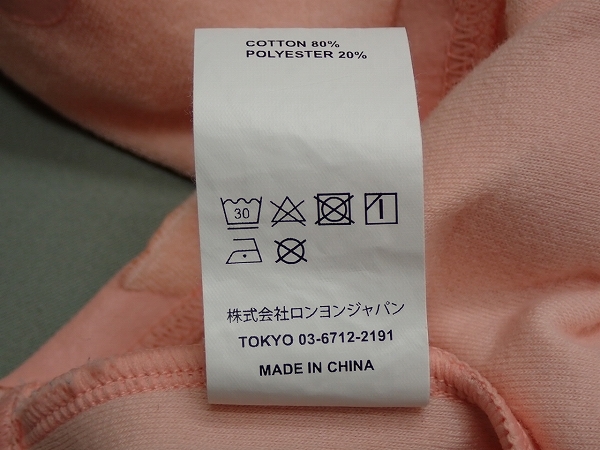 COTTON 80%
POLYESTER 20%
30
株式会社ロンヨンジャパン
TOKYO 03-6712-2191
MADE IN CHINA